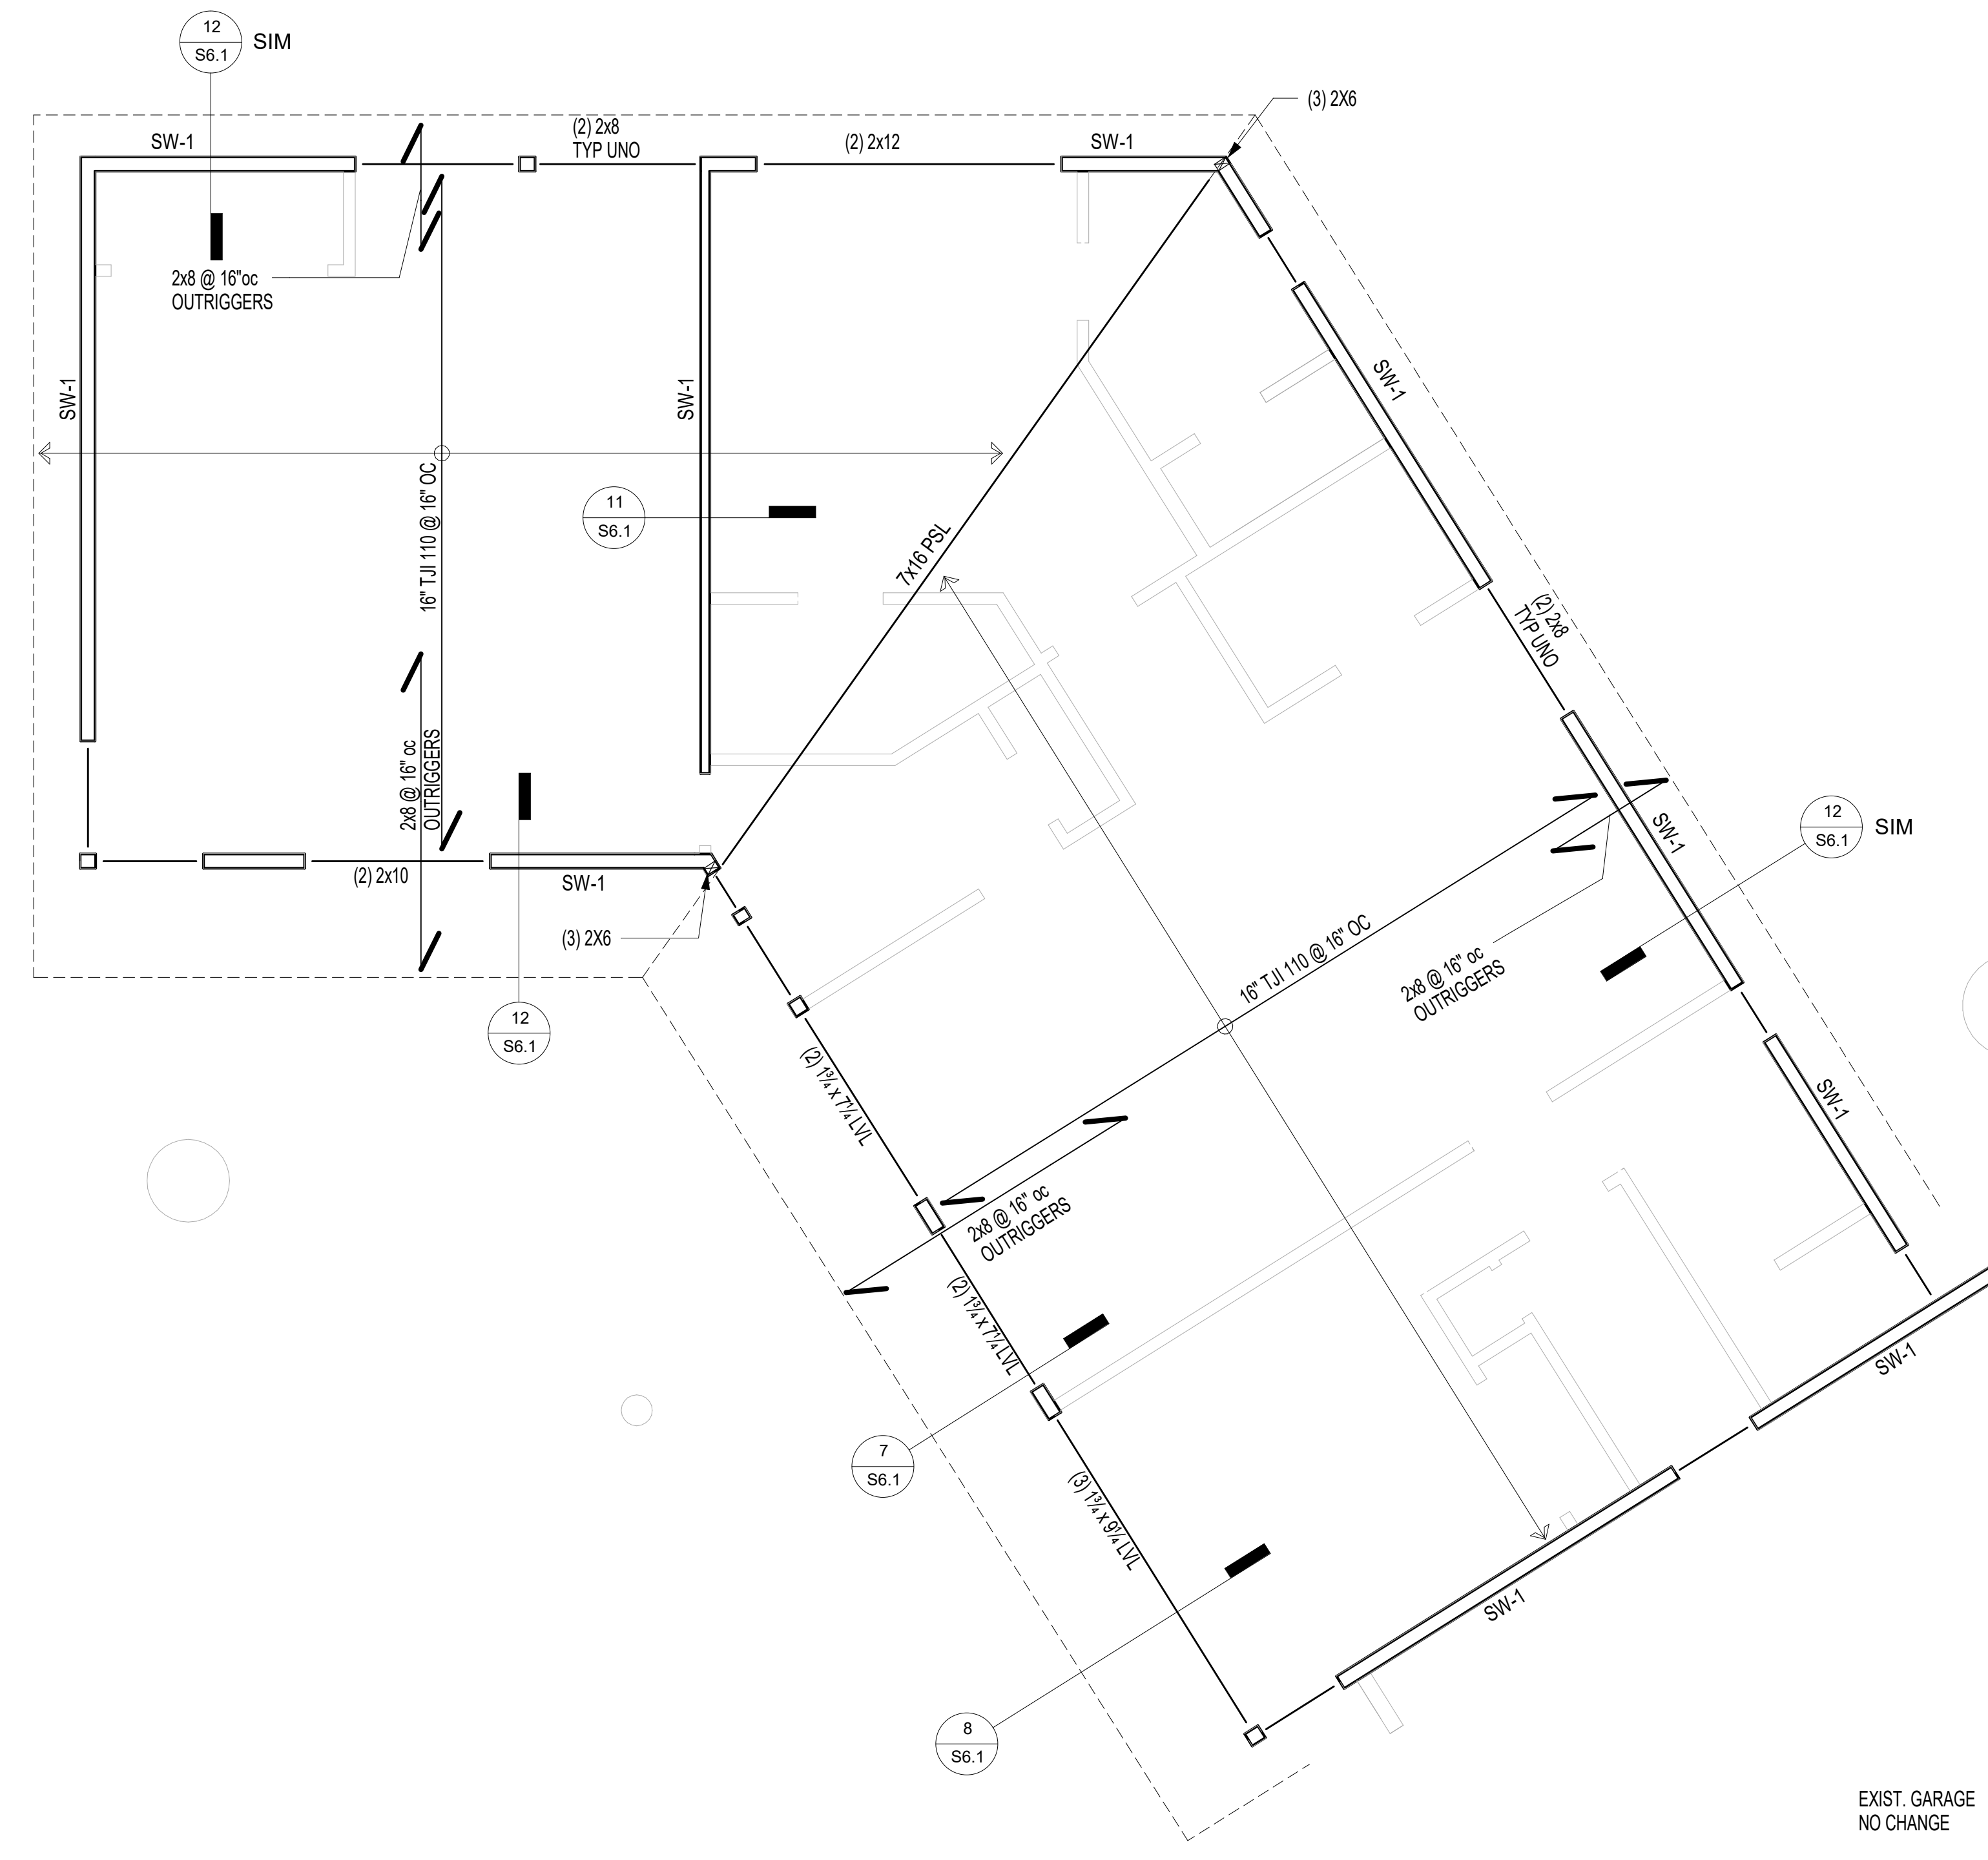 12
S6.1
SIM
(3) 2X6
SW-1
(2) 2x8
TYP UNO
(2) 2x12
SW-1
2x8 @ 16"oc
OUTRIGGERS
SW-1
SW-1
SW-1
16" TJI 110 @ 16" OC
11
S6.1
7x16 PSL
(2) 2x8
TYP UNO
2x8 @ 16" oc
OUTRIGGERS
SW-1
12
S6.1
SIM
(2) 2x10
SW-1
(3) 2X6
16" TJI 110 @ 16" OC
2x8 @ 16" oc
OUTRIGGERS
12
S6.1
(2) 1¾ x 7¼ LVL
SW-1
2x8 @ 16" oc
OUTRIGGERS
(2) 1¾ x 7¼ LVL
SW-1
7
S6.1
(3) 1¾ x 9¼ LVL
SW-1
8
S6.1
EXIST. GARAGE
NO CHANGE